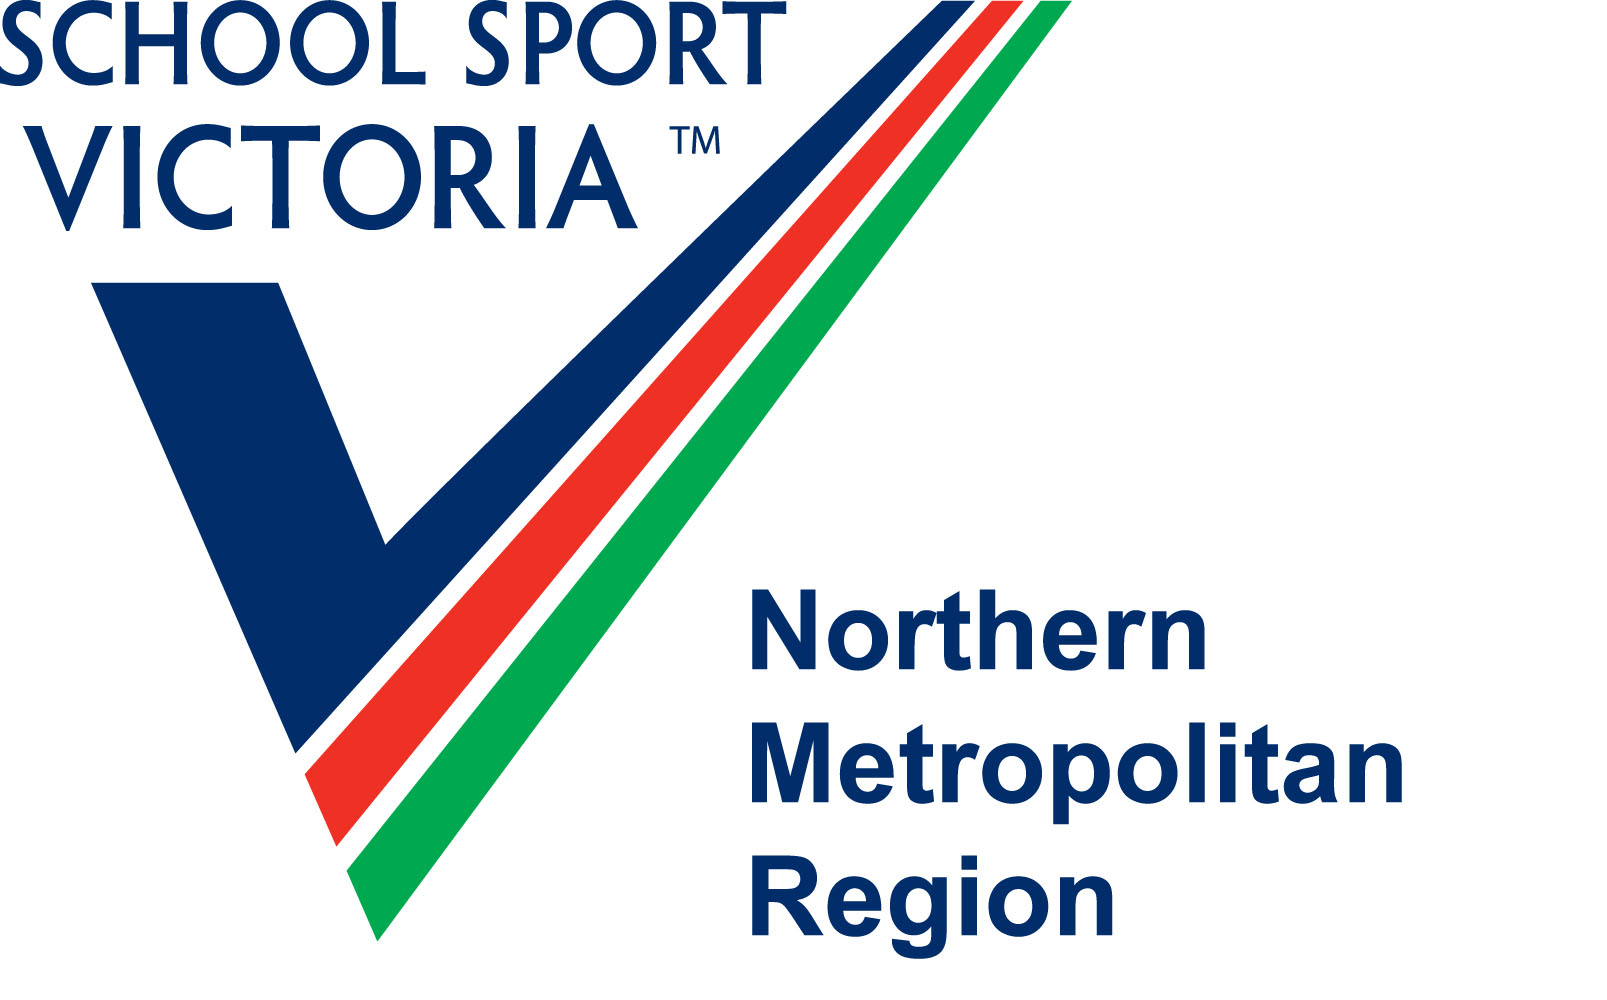 SCHOOL SPORT
VICTORIA ™
Northern
Metropolitan
Region